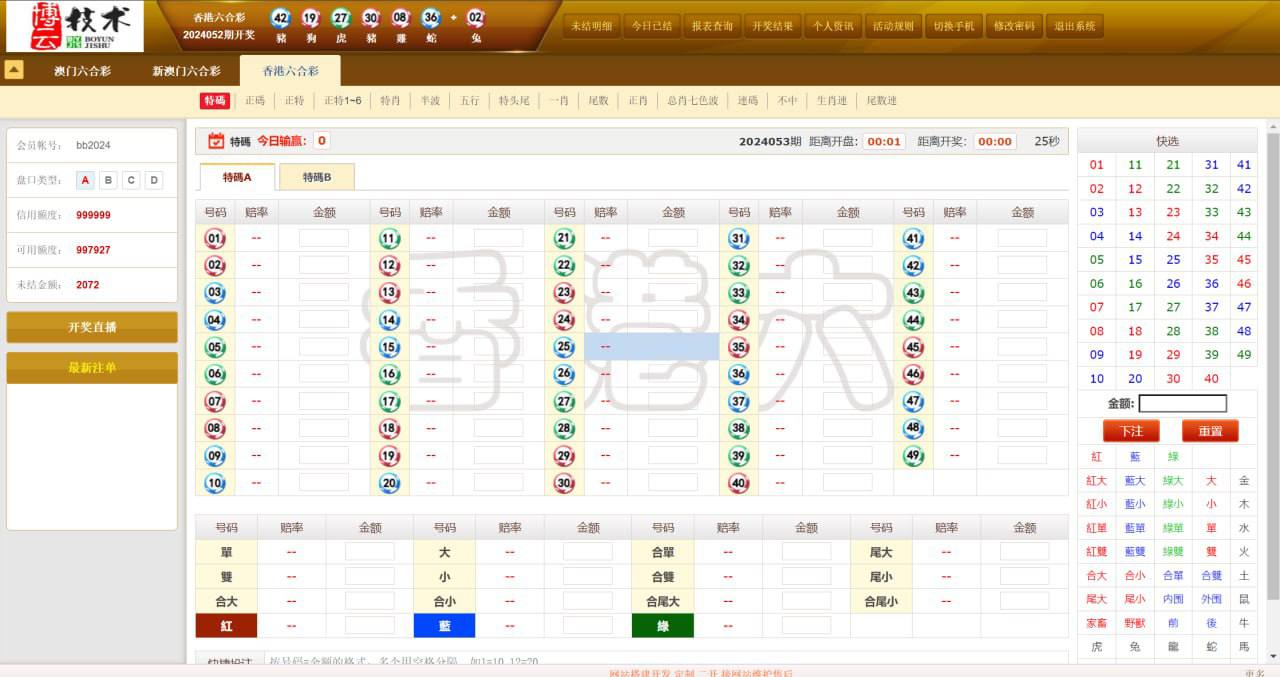 博云 技术
BOYUN
JISHU
香港六合彩
2024052期开奖
42 19 27 30 08 36 + 02
豬 狗 虎 豬 雞 蛇 兔
未结明细 今日已结 报表查询 开奖结果 个人资讯 活动规则 切换手机 修改密码 退出系统
澳门六合彩 新澳门六合彩 香港六合彩
特碼 正碼 正特 正特1~6 特肖 半波 五行 特头尾 一肖 尾数 正肖 总肖七色波 連碼 不中 生肖連 尾数連
会员帐号： bb2024
盘口类型： A B C D
信用额度： 999999
可用额度： 997927
未结金额： 2072
开奖直播
最新注单
特碼 今日输赢: 0 2024053期 距离开盘: 00:01 距离开奖: 00:00 25秒
特碼A 特碼B
号码 赔率 金额 号码 赔率 金额 号码 赔率 金额 号码 赔率 金额 号码 赔率 金额
01 -- 11 -- 21 -- 31 -- 41 --
02 -- 12 -- 22 -- 32 -- 42 --
03 -- 13 -- 23 -- 33 -- 43 --
04 -- 14 -- 24 -- 34 -- 44 --
05 -- 15 -- 25 -- 35 -- 45 --
06 -- 16 -- 26 -- 36 -- 46 --
07 -- 17 -- 27 -- 37 -- 47 --
08 -- 18 -- 28 -- 38 -- 48 --
09 -- 19 -- 29 -- 39 -- 49 --
10 -- 20 -- 30 -- 40 --
香港六
号码 赔率 金额 号码 赔率 金额 号码 赔率 金额 号码 赔率 金额
單 -- 大 -- 合單 -- 尾大 --
雙 -- 小 -- 合雙 -- 尾小 --
合大 -- 合小 -- 合尾大 -- 合尾小 --
紅 -- 藍 -- 綠 --
快捷投注 按号码=金额的格式，多个用空格分隔，如1=10 12=20
快选
01 11 21 31 41
02 12 22 32 42
03 13 23 33 43
04 14 24 34 44
05 15 25 35 45
06 16 26 36 46
07 17 27 37 47
08 18 28 38 48
09 19 29 39 49
10 20 30 40
金额:
下注 重置
紅 藍 綠
紅大 藍大 綠大 大 金
紅小 藍小 綠小 小 木
紅單 藍單 綠單 單 水
紅雙 藍雙 綠雙 雙 火
合大 合小 合單 合雙 土
尾大 尾小 内围 外围 鼠
家畜 野獸 前 後 牛
虎 兔 龍 蛇 馬
网站搭建开发 定制 二开 接网站维护售后
更多